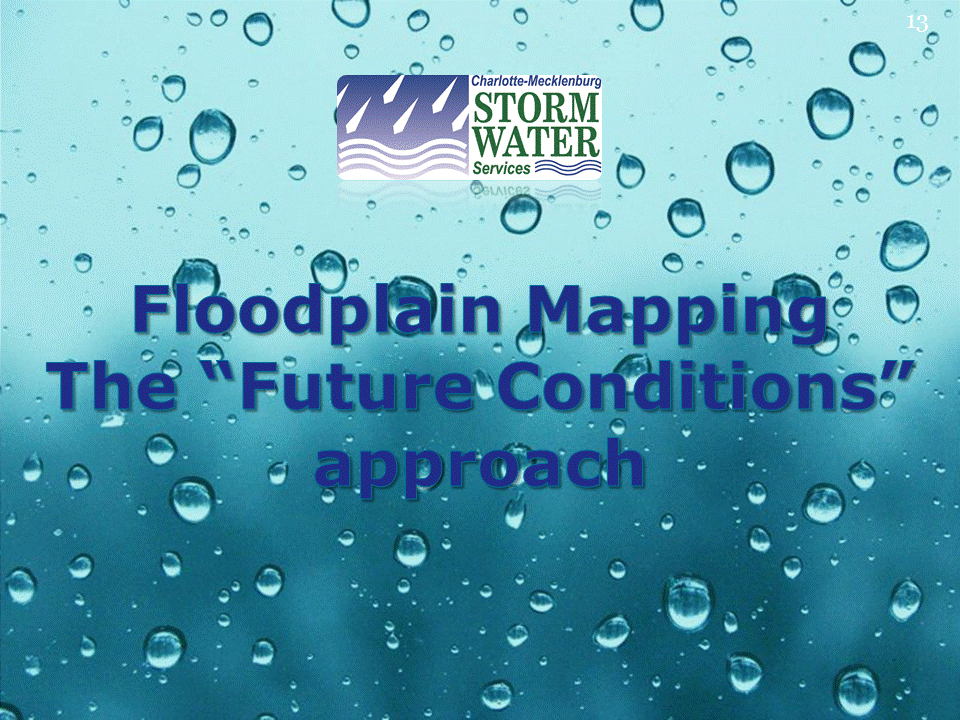 13
Charlotte-Mecklenburg
STORM
WATER
Services
Floodplain Mapping
The “Future Conditions”
approach